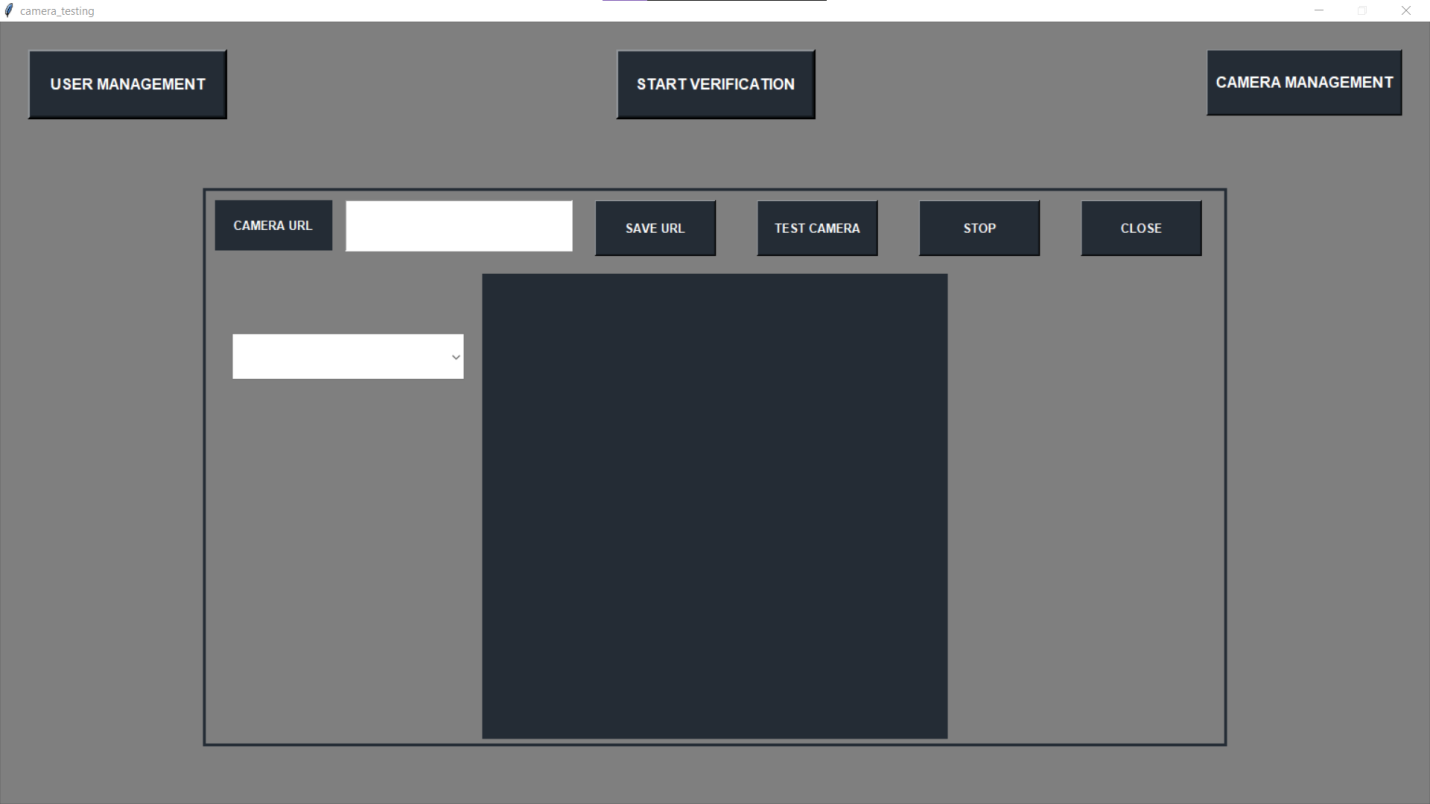 camera_testing
USER MANAGEMENT
START VERIFICATION
CAMERA MANAGEMENT
CAMERA URL
SAVE URL
TEST CAMERA
STOP
CLOSE